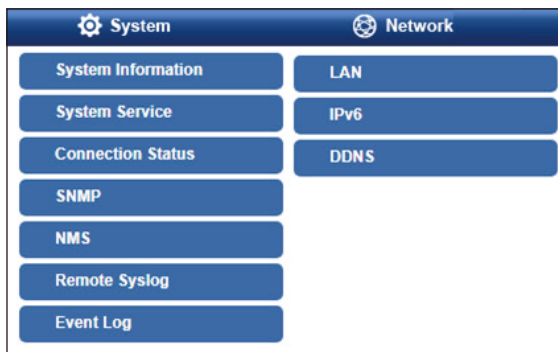 System
System Information
System Service
Connection Status
SNMP
NMS
Remote Syslog
Event Log
Network
LAN
IPv6
DDNS